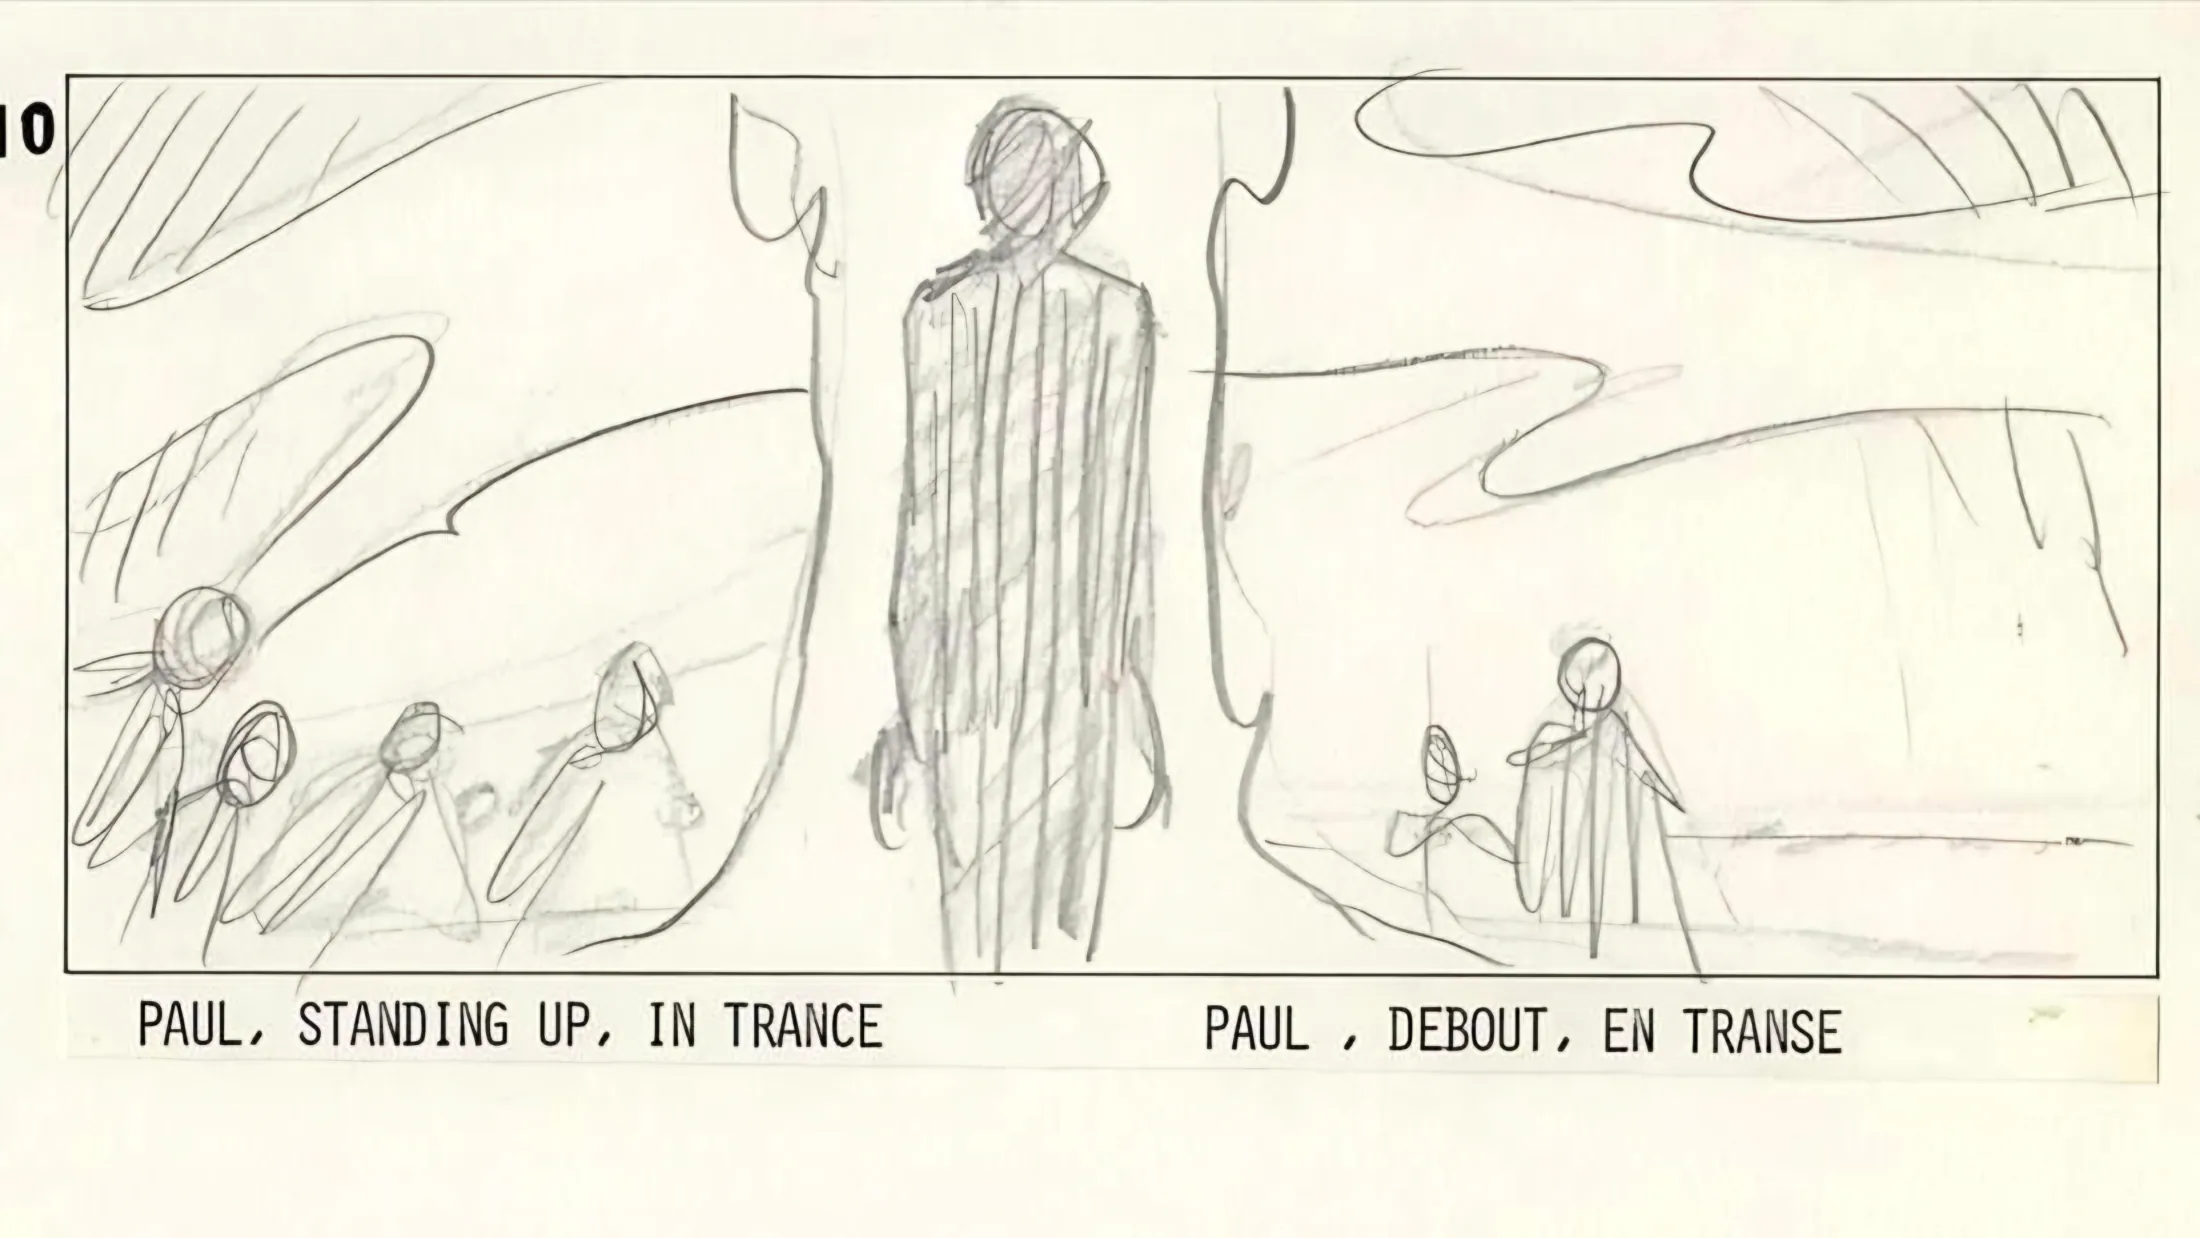 10
PAUL, STANDING UP, IN TRANCE
PAUL , DEBOUT, EN TRANSE